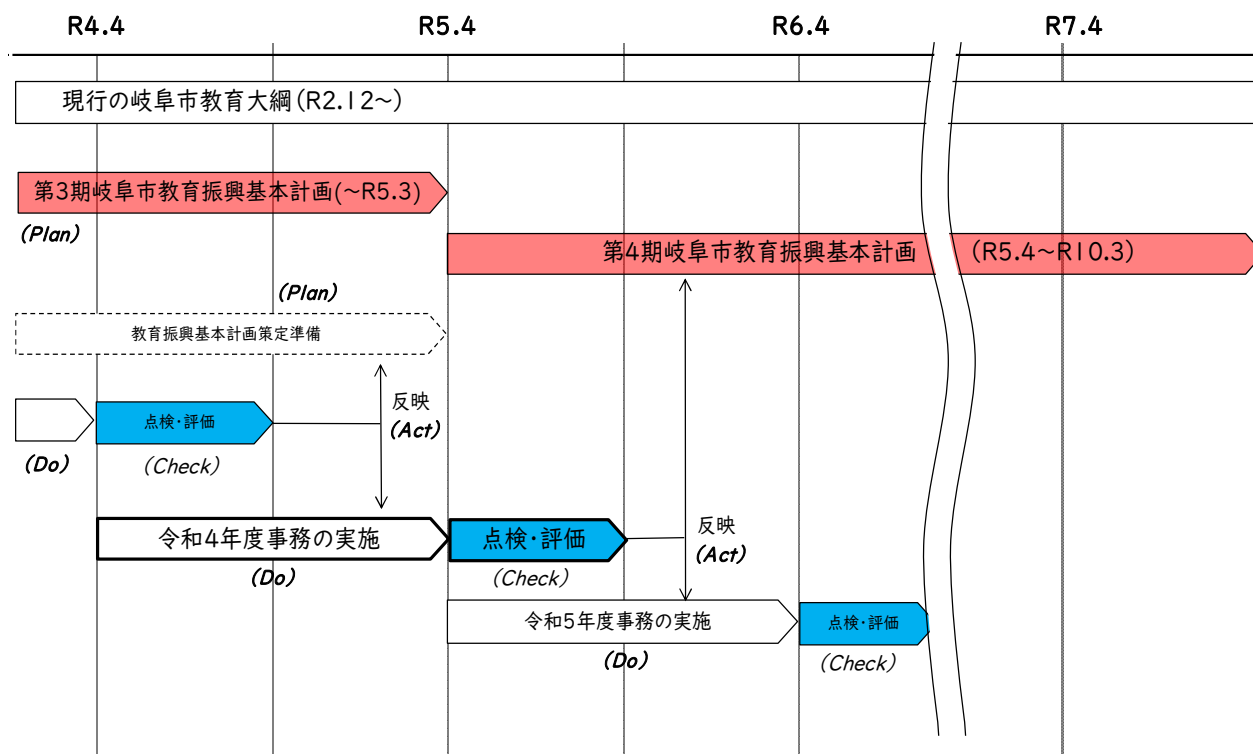 R4.4
R5.4
R6.4
R7.4
現行の岐阜市教育大綱(R2.12~)
第3期岐阜市教育振興基本計画(~R5.3)
(Plan)
第4期岐阜市教育振興基本計画 (R5.4~R10.3)
(Plan)
教育振興基本計画策定準備
反映
(Act)
点検・評価
(Do)
(Check)
令和4年度事務の実施
(Do)
点検・評価
(Check)
反映
(Act)
令和5年度事務の実施
(Do)
点検・評価
(Check)